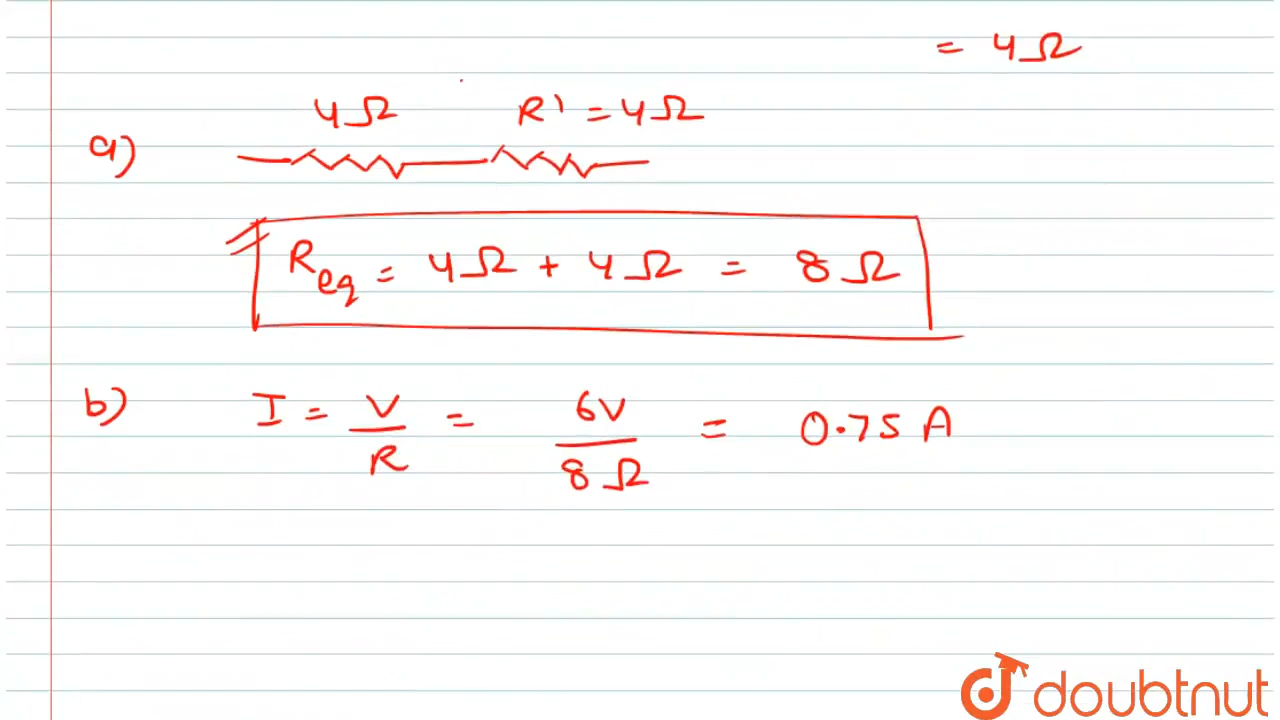 = 4Ω
4Ω R' = 4Ω
a)
Req = 4Ω + 4Ω = 8Ω
b) I = V/R = 6V/8Ω = 0.75 A
doubtnut